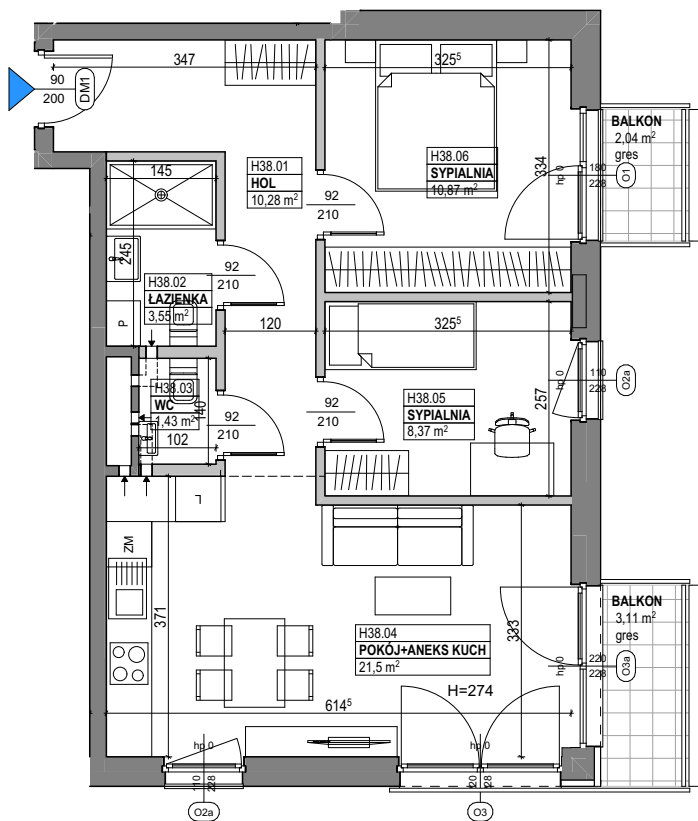 347
325⁵
90
200
DM1
BALKON
2,04 m²
gres
H38.01
HOL
10,28 m²
H38.06
SYPIALNIA
10,87 m²
334
145
180
228
hp 0
O1
92
210
245
92
210
H38.02
ŁAZIENKA
3,55 m²
P
120
325⁵
110
228
hp 0
O2a
257
H38.03
WC
1,43 m²
140
102
92
210
92
210
H38.05
SYPIALNIA
8,37 m²
L
ZM
371
333
BALKON
3,11 m²
gres
H38.04
POKÓJ+ANEKS KUCH
21,5 m²
220
228
hp 0
O3a
H=274
614⁵
hp 0
hp 0
110
228
O2a
O3